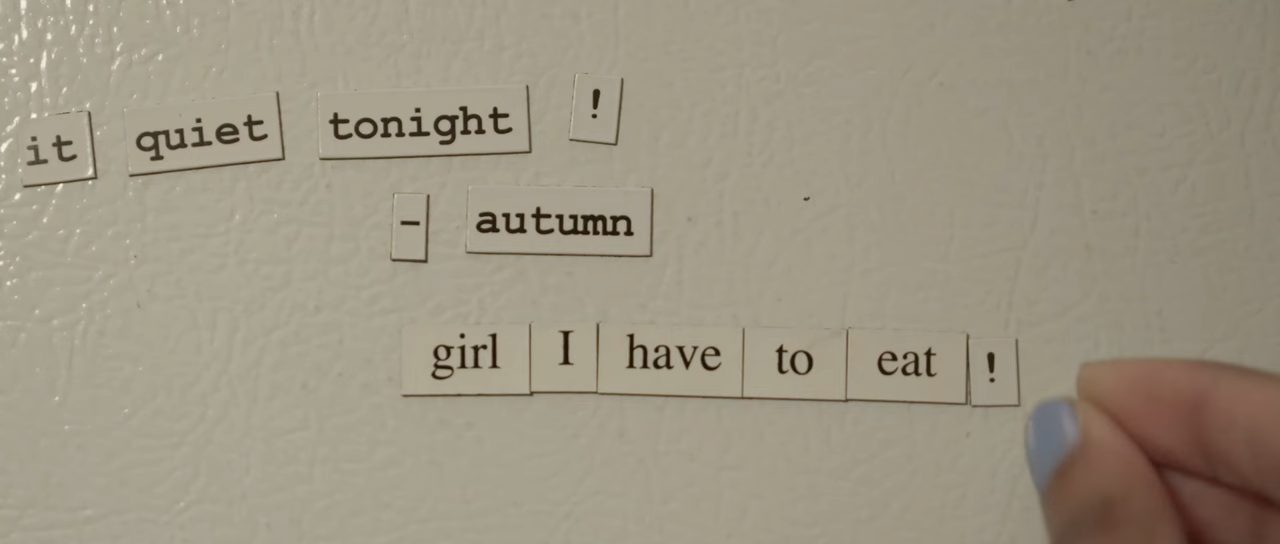 it quiet tonight !
- autumn
girl I have to eat !